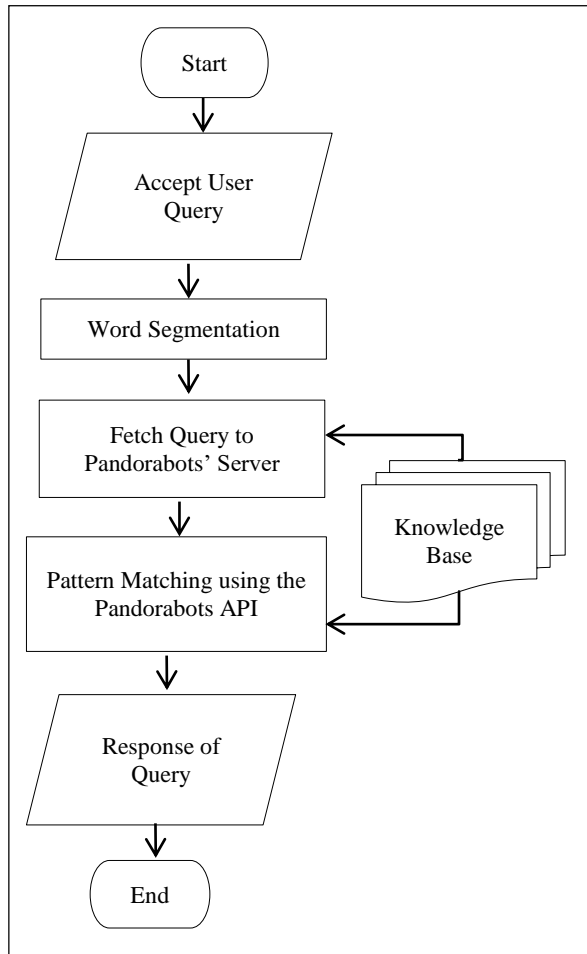 Start
Accept User
Query
Word Segmentation
Fetch Query to
Pandorabots’ Server
Knowledge
Base
Pattern Matching using the
Pandorabots API
Response of
Query
End